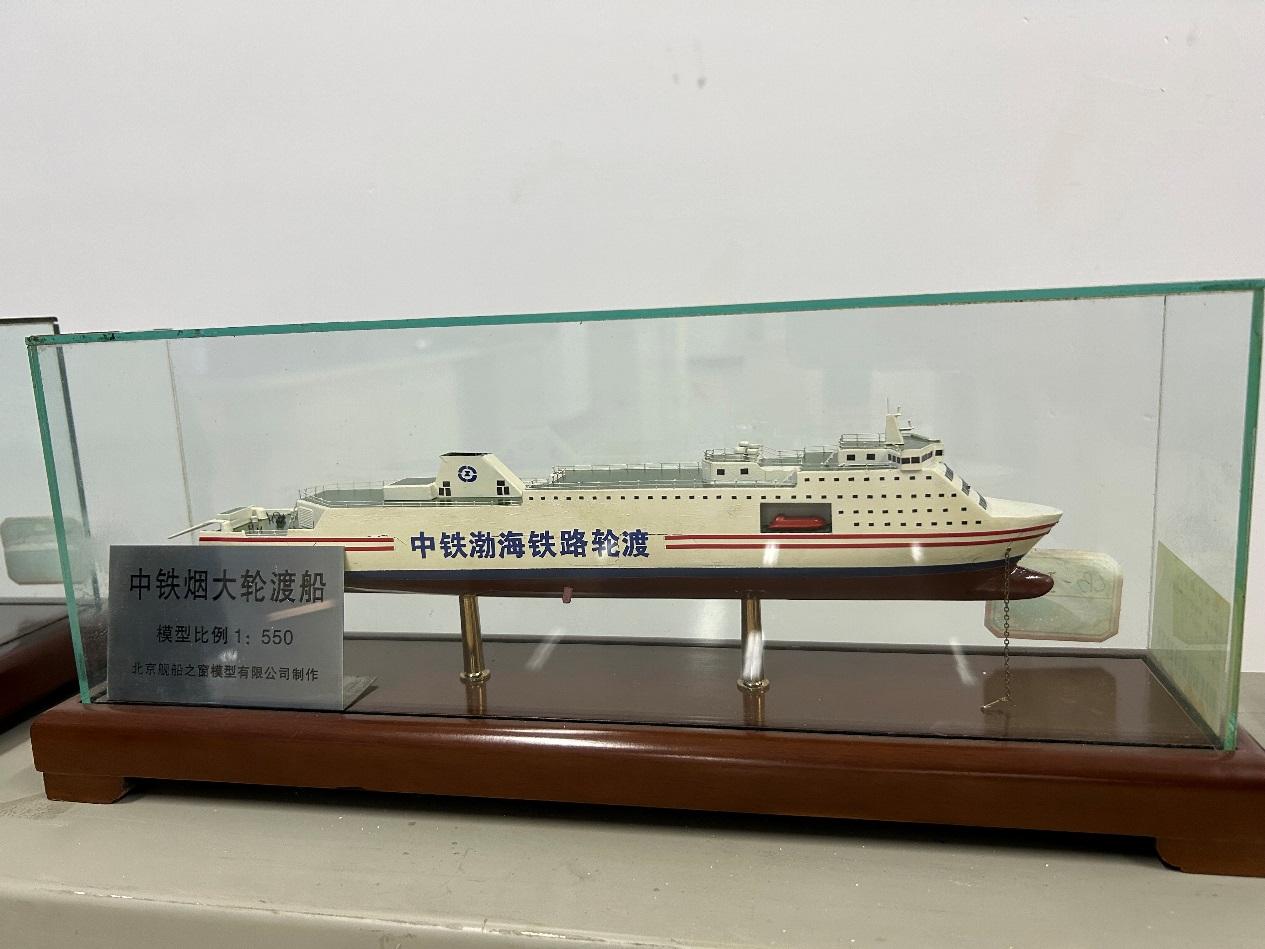 中铁渤海铁路轮渡
中铁烟大轮渡船
模型比例1：550
北京舰船之窗模型有限公司制作